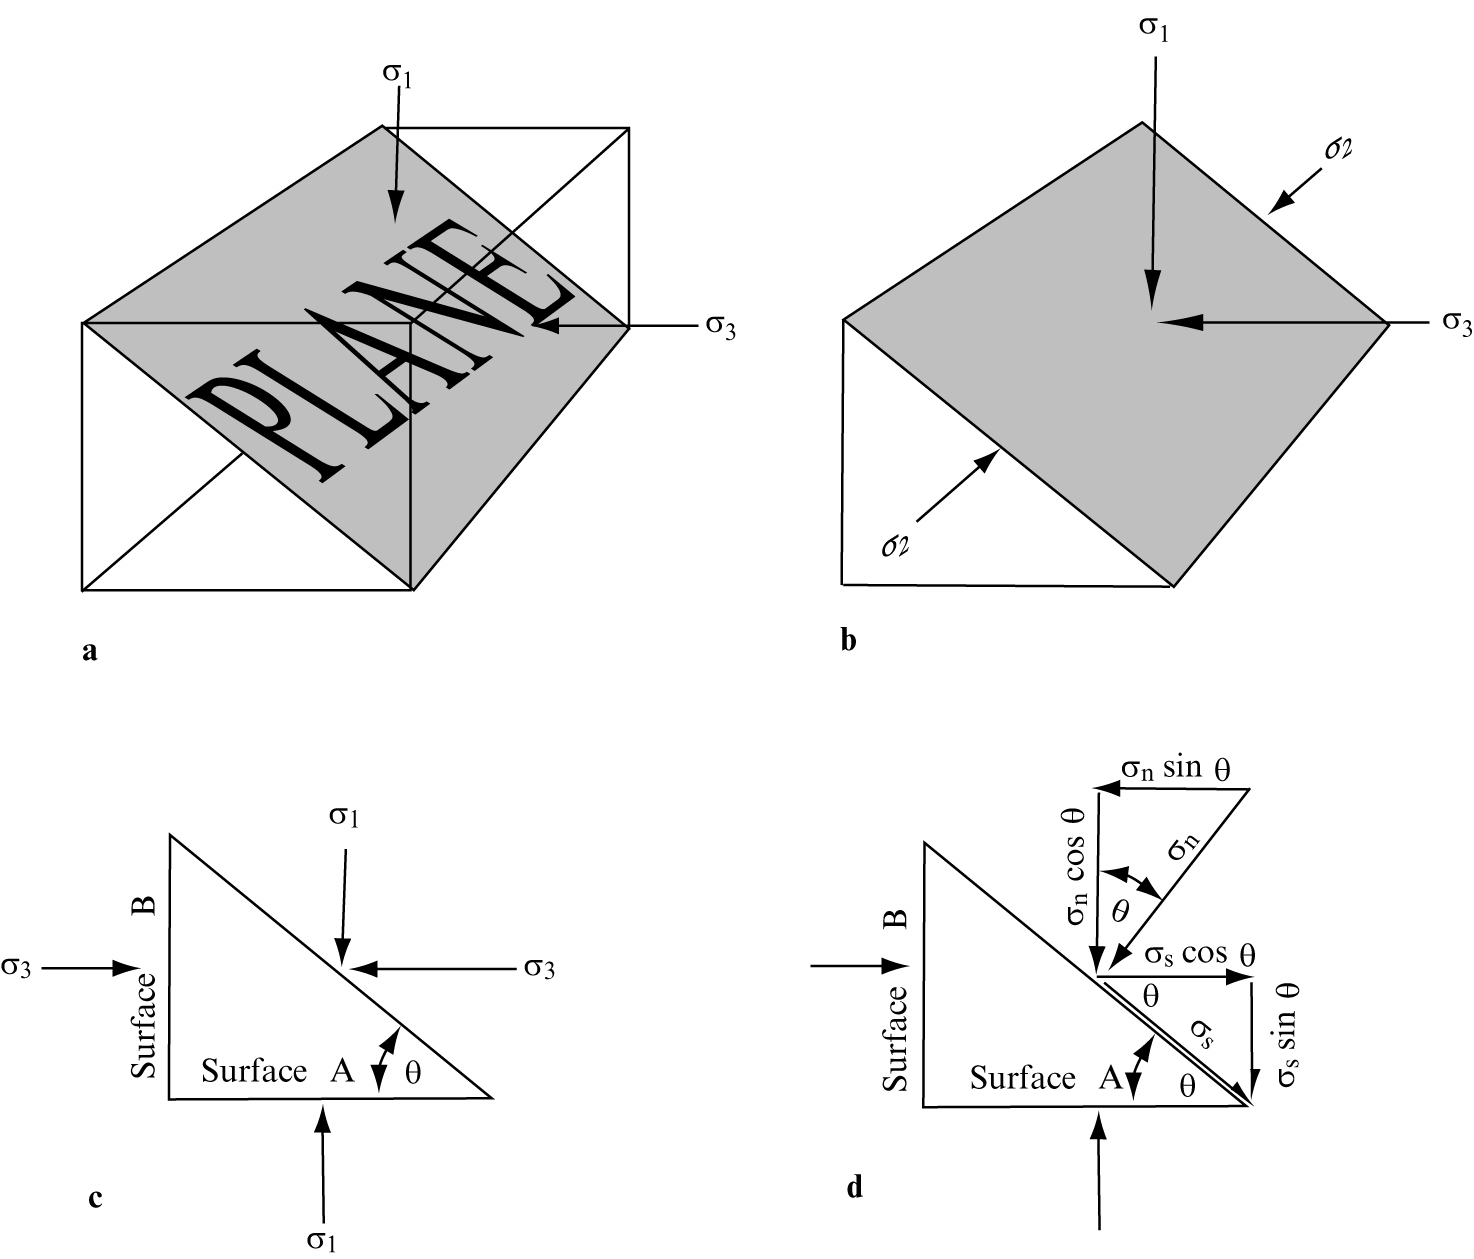 σ1
σ3
PLANE
a
σ1
σ2
σ3
σ2
b
σ1
σ3
σ3
Surface B
Surface A θ
σ1
c
σn sin θ
σn cos θ
σn
θ
σs cos θ
θ
σs
σs sin θ
Surface B
Surface A θ
d